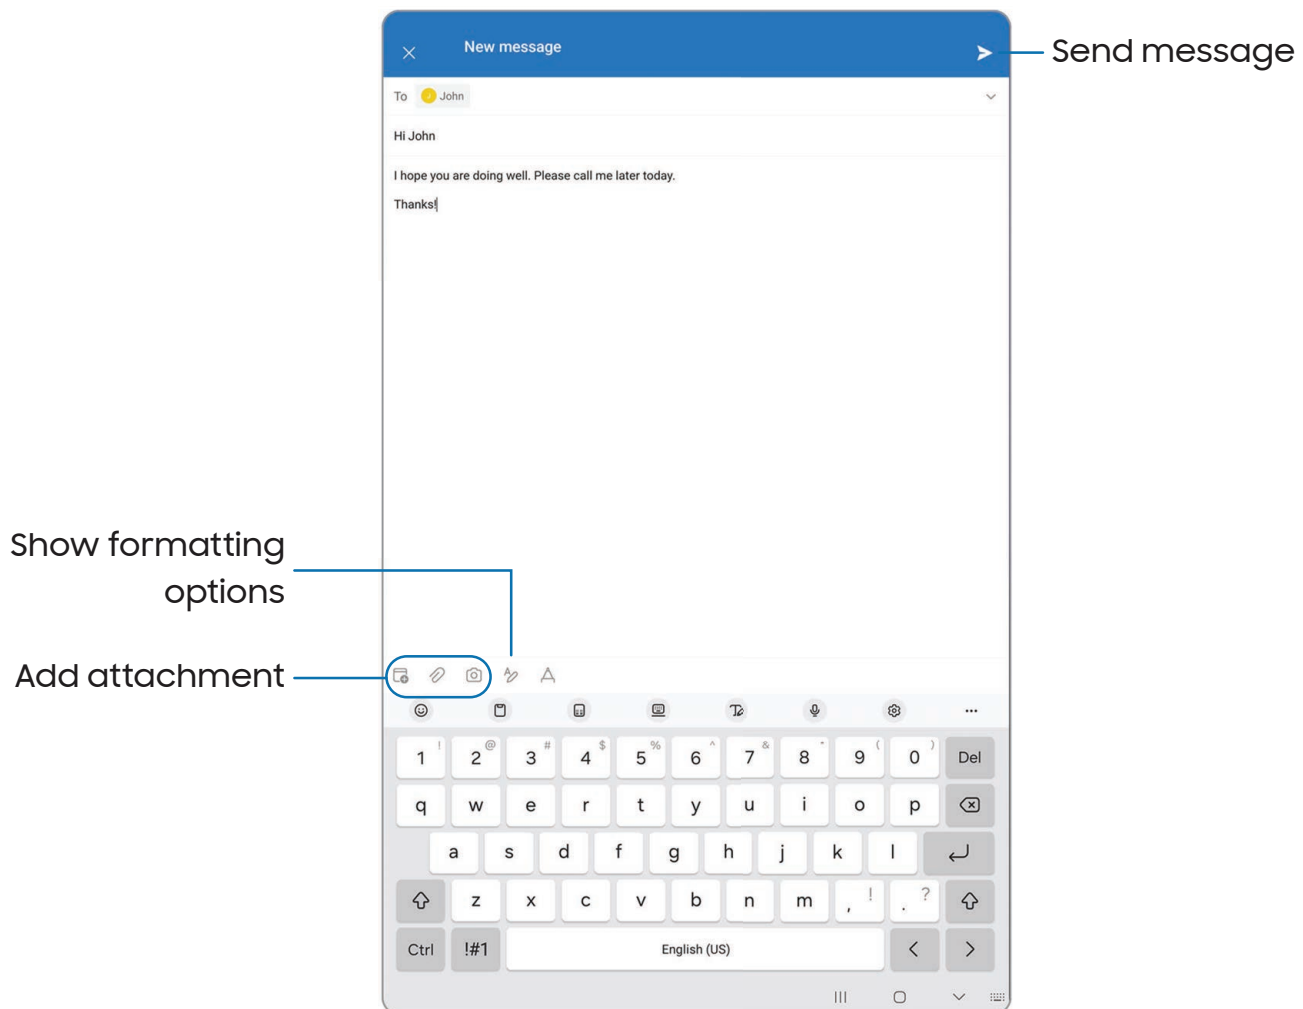 New message
Send message
To J John
Hi John
I hope you are doing well. Please call me later today.
Thanks!
Show formatting
options
Add attachment
1 ! 2 @ 3 # 4 $ 5 % 6 ^ 7 & 8 * 9 ( 0 ) Del
q w e r t y u i o p
a s d f g h j k l
z x c v b n m , ! . ?
Ctrl !#1 English (US) < >